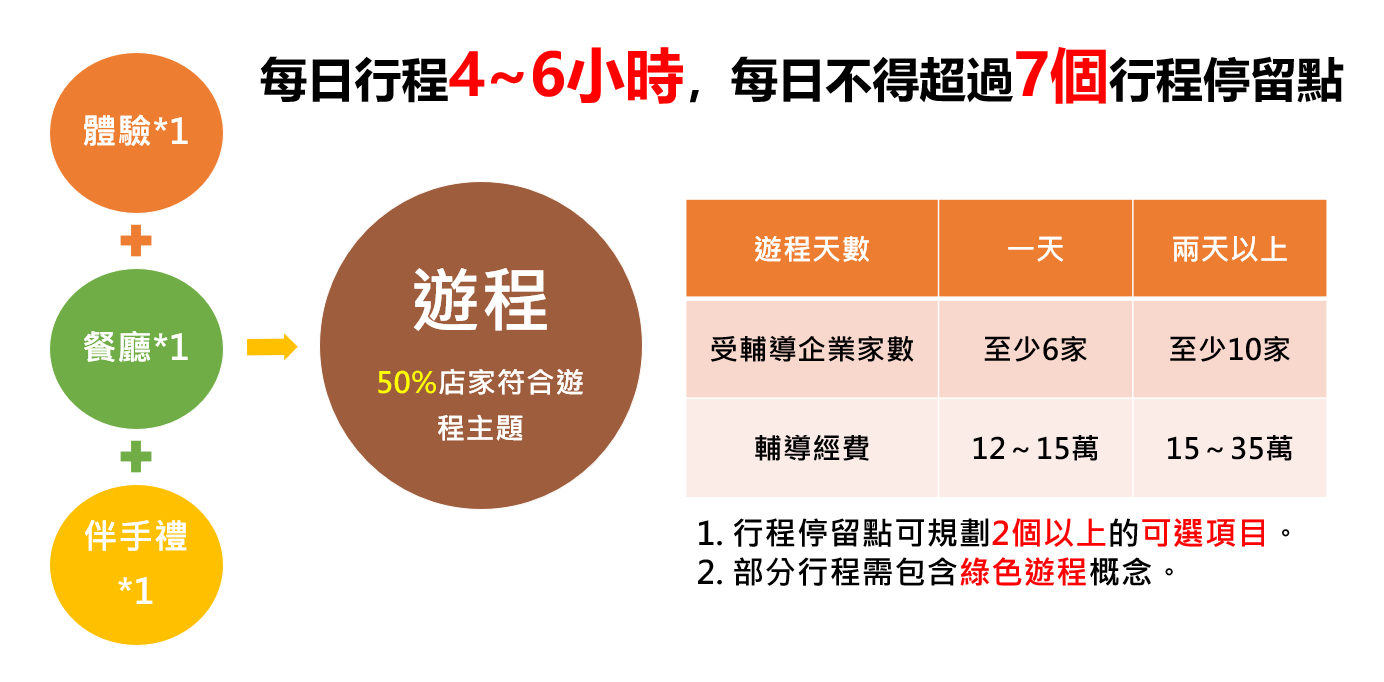 每日行程4~6小時，每日不得超過7個行程停留點
體驗*1
餐廳*1
伴手禮
*1
遊程
50%店家符合遊
程主題
遊程天數 一天 兩天以上
受輔導企業家數 至少6家 至少10家
輔導經費 12～15萬 15～35萬
1. 行程停留點可規劃2個以上的可選項目。
2. 部分行程需包含綠色遊程概念。